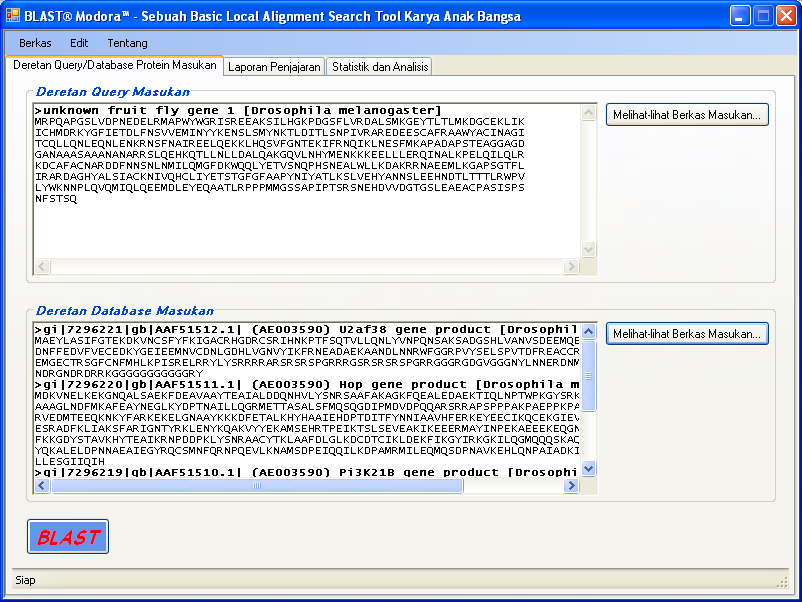 BLAST® Modora™ - Sebuah Basic Local Alignment Search Tool Karya Anak Bangsa
Berkas Edit Tentang
Deretan Query/Database Protein Masukan Laporan Penjajaran Statistik dan Analisis
Deretan Query Masukan
>unknown fruit fly gene 1 [Drosophila melanogaster]
MRPQAPGSLVDPNEDELRMAPWYWGRISREEAKSILHGKPDGSFLVRDALSMKGEYTLTLMKDGCEKLIK
ICHMDRKYGFIETDLFNSVVEMINYYKENSLSMYNKTLDITLSNPIVRAREDEESCAFRAAWYACINAGI
TCQLLQNLEQNLENKRNSFNAIREELQEKKLHQSVFGNTEKIFRNQIKLNESFMKAPADAPSTEAGGAGD
GANAAASAAANANARRSLQEHKQTLLNLLDALQAKGQVLNHYMENKKKEELLLERQINALKPELQILQLR
KDCAFACNARDDFNNSNLNMILQMGFDKWQQLYETVSNQPHSNEALWLLKDAKRRNAEEMLKGAPSGTFL
IRARDAGHYALSIACKNIVQHCLIYETSTGFGFAAPYNIYATLKSLVEHYANNSLEEHNDTLTTTLRWPV
LYWKNNPLQVQMIQLQEEMDLEYEQAATLRPPPMMGSSAPIPTSRSNEHDVVDGTGSLEAEACPASISPS
NFSTSQ
Melihat-lihat Berkas Masukan...
Deretan Database Masukan
>gi|7296221|gb|AAF51512.1| (AE003590) U2af38 gene product [Drosophil
MAEYLASIFGTEKDKVNCSFYFKIGACRHGDRCSRIHNKPTFSQTVLLQNLYVNPQNSAKSADGSHLVANVSDEEMQE
DNFFEDVFVECEDKYGEIEEMNVCDNLGDHLVGNVYIKFRNEADAEKAANDLNNRWFGGRPVYSELSPVTDFREACCR
EMGECTRSGFCNFMHLKPISRELRRYLYSRRRRARSRSRSPGRRRGSRSRSRSPGRRGGGRGDGVGGGNYLNNERDNM
NDRGNDRDRRKGGGGGGGGGGRY
>gi|7296220|gb|AAF51511.1| (AE003590) Hop gene product [Drosophila m
MDKVNELKEKGNQALSAEKFDEAVAAYTEAIALDDQNHVLYSNRSAAFAKAGKFQEALEDAEKTIQLNPTWPKGYSRK
AAAGLNDFMKAFEAYNEGLKYDPTNAILLQGRMETTASALSFMQSQGDIPMDVDPQQARSRRAPSPPPAKPAEPPKPA
RVEDMTEEQKNKYFARKEKELGNAAYKKKDFETALKHYHAAIEHDPTDITFYNNIAAVHFERKEYEECIKQCEKGIEV
ESRADFKLIAKSFARIGNTYRKLENYKQAKVYYEKAMSEHRTPEIKTSLSEVEAKIKEEERMAYINPEKAEEEKEQGN
FKKGDYSTAVKHYTEAIKRNPDDPKLYSNRAACYTKLAAFDLGLKDCDTCIKLDEKFIKGYIRKGKILQGMQQQSKAQ
YQKALELDPNNAEAIEGYRQCSMNFQRNPQEVLKNAMSDPEIQQILKDPAMRMILEQMQSDPNAVKEHLQNPAIADKI
LLESGIIQIH
>gi|7296219|gb|AAF51510.1| (AE003590) Pi3K21B gene product [Drosophi
Melihat-lihat Berkas Masukan...
BLAST
Siap